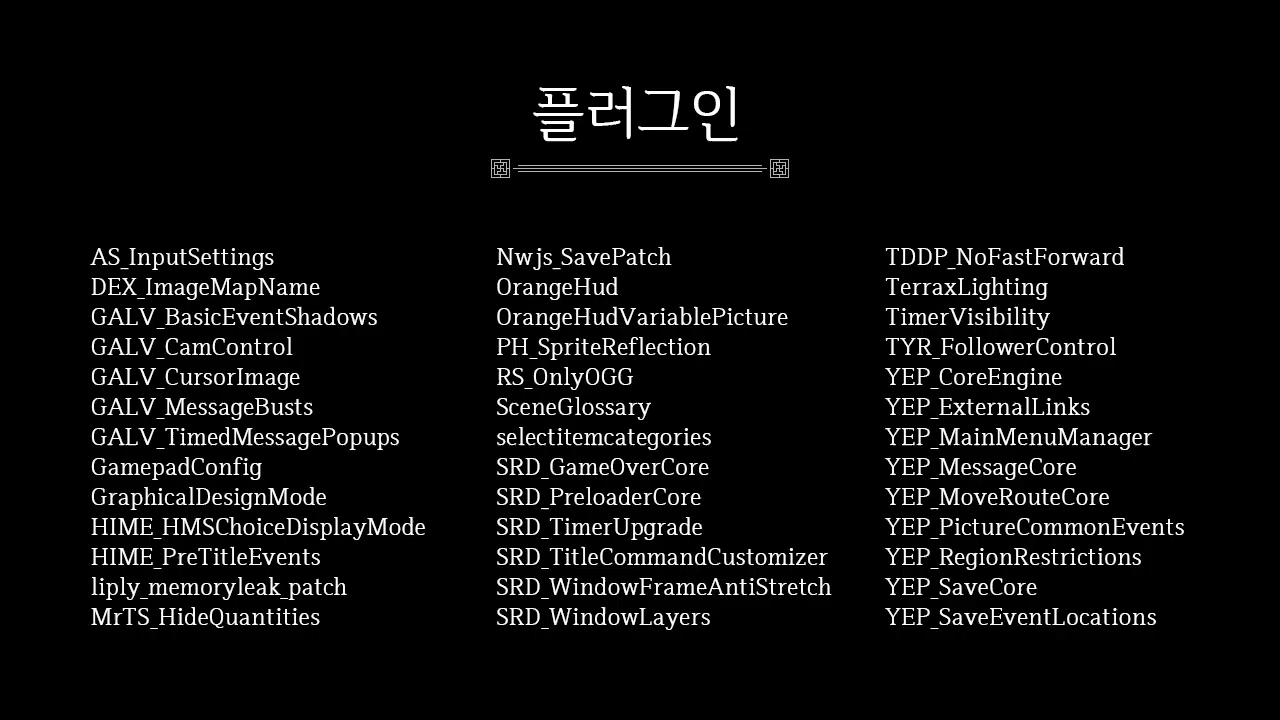 플러그인
AS_InputSettings
DEX_ImageMapName
GALV_BasicEventShadows
GALV_CamControl
GALV_CursorImage
GALV_MessageBusts
GALV_TimedMessagePopups
GamepadConfig
GraphicalDesignMode
HIME_HMSChoiceDisplayMode
HIME_PreTitleEvents
liply_memoryleak_patch
MrTS_HideQuantities
Nwjs_SavePatch
OrangeHud
OrangeHudVariablePicture
PH_SpriteReflection
RS_OnlyOGG
SceneGlossary
selectitemcategories
SRD_GameOverCore
SRD_PreloaderCore
SRD_TimerUpgrade
SRD_TitleCommandCustomizer
SRD_WindowFrameAntiStretch
SRD_WindowLayers
TDDP_NoFastForward
TerraxLighting
TimerVisibility
TYR_FollowerControl
YEP_CoreEngine
YEP_ExternalLinks
YEP_MainMenuManager
YEP_MessageCore
YEP_MoveRouteCore
YEP_PictureCommonEvents
YEP_RegionRestrictions
YEP_SaveCore
YEP_SaveEventLocations